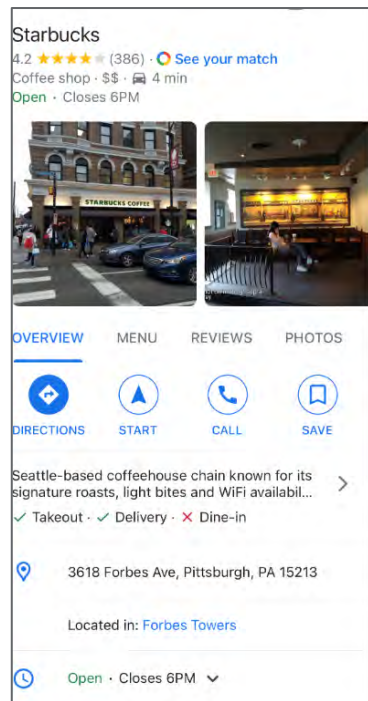 Starbucks
4.2 (386) · See your match
Coffee shop · $$ · 4 min
Open · Closes 6PM
STARBUCKS COFFEE
OVERVIEW MENU REVIEWS PHOTOS
DIRECTIONS START CALL SAVE
Seattle-based coffeehouse chain known for its
signature roasts, light bites and WiFi availabil...
✓ Takeout · ✓ Delivery · ✕ Dine-in
3618 Forbes Ave, Pittsburgh, PA 15213
Located in: Forbes Towers
Open · Closes 6PM